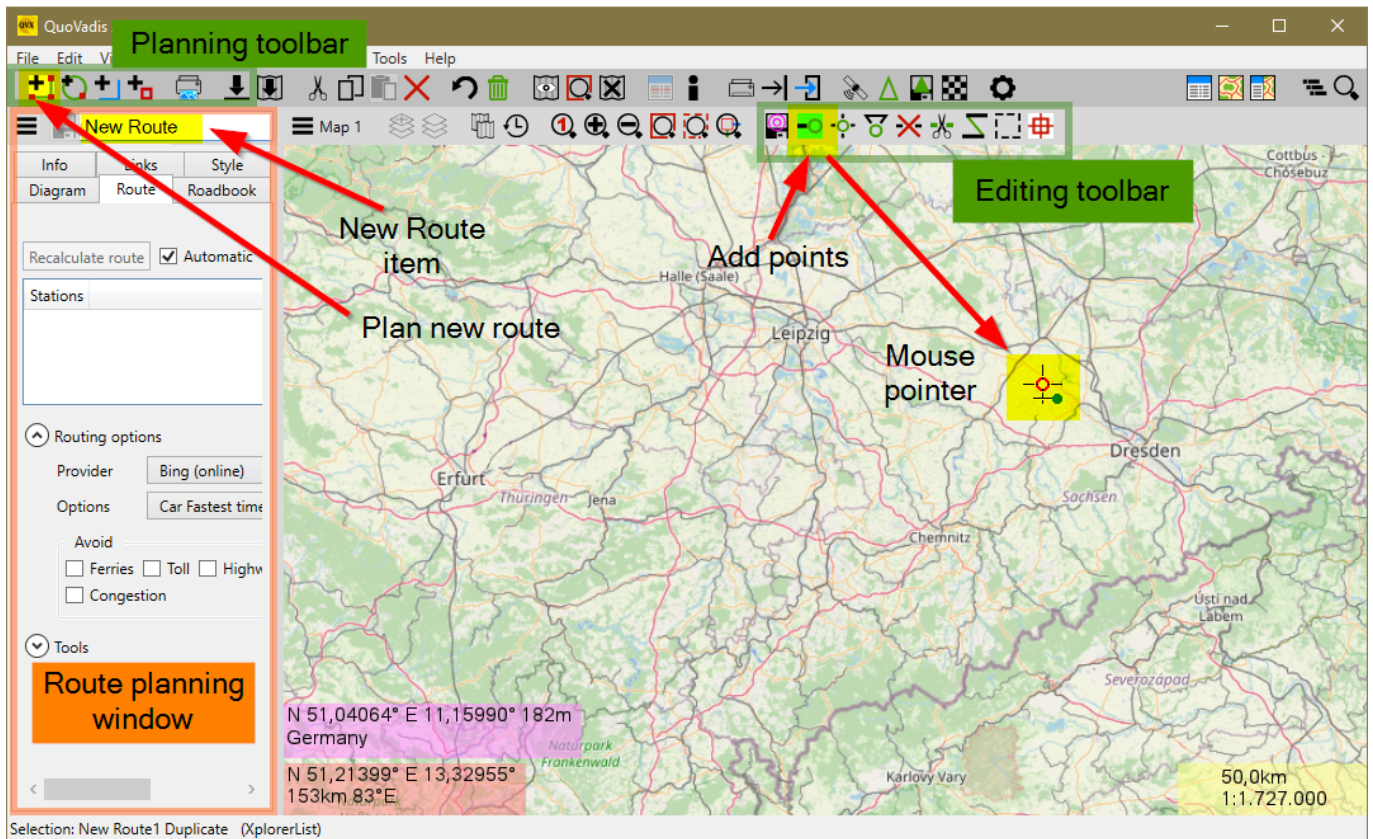 QuoVadis
Planning toolbar
File Edit Vi Tools Help
New Route
Map 1
Info Links Style
Diagram Route Roadbook
Recalculate route Automatic
Stations
New Route
item
Plan new route
Add points
Editing toolbar
Mouse
pointer
Cottbus -
Chóśebuz
Halle (Saale)
Leipzig
Dresden
Erfurt
Thüringen
Jena
Sachsen
Chemnitz
Ústí nad
Labem
Severozápad
Naturpark
Frankenwald
Karlovy Vary
Routing options
Provider Bing (online)
Options Car Fastest time
Avoid
Ferries Toll Highw
Congestion
Tools
Route planning
window
N 51,04064° E 11,15990° 182m
Germany
N 51,21399° E 13,32955°
153km 83°E
50,0km
1:1.727.000
Selection: New Route1 Duplicate (XplorerList)